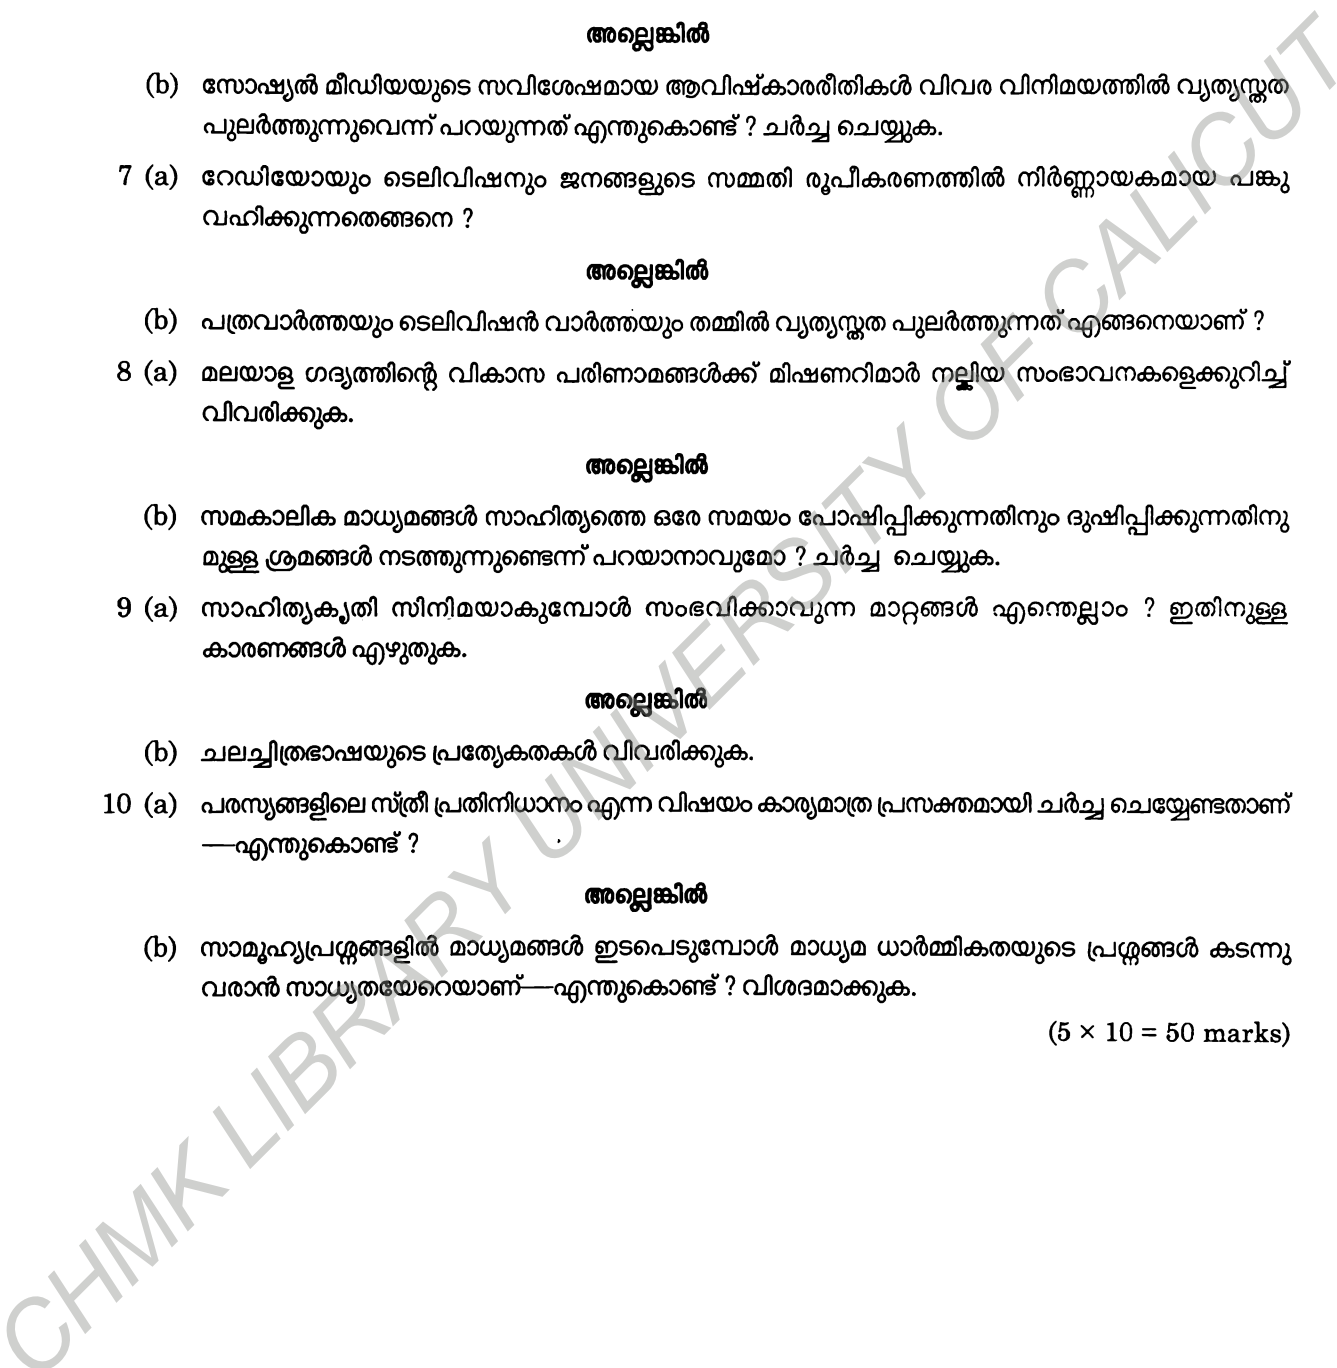 അല്ലെങ്കിൽ
(b) സോഷ്യൽ മീഡിയയുടെ സവിശേഷമായ ആവിഷ്കാരരീതികൾ വിവര വിനിമയത്തിൽ വ്യത്യസ്തത
പുലർത്തുന്നുവെന്ന് പറയുന്നത് എന്തുകൊണ്ട് ? ചർച്ച ചെയ്യുക.
7 (a) റേഡിയോയും ടെലിവിഷനും ജനങ്ങളുടെ സമ്മതി രൂപീകരണത്തിൽ നിർണ്ണായകമായ പങ്കു
വഹിക്കുന്നതെങ്ങനെ ?
അല്ലെങ്കിൽ
(b) പത്രവാർത്തയും ടെലിവിഷൻ വാർത്തയും തമ്മിൽ വ്യത്യസ്തത പുലർത്തുന്നത് എങ്ങനെയാണ് ?
8 (a) മലയാള ഗദ്യത്തിന്റെ വികാസ പരിണാമങ്ങൾക്ക് മിഷണറിമാർ നല്കിയ സംഭാവനകളെക്കുറിച്ച്
വിവരിക്കുക.
അല്ലെങ്കിൽ
(b) സമകാലിക മാധ്യമങ്ങൾ സാഹിത്യത്തെ ഒരേ സമയം പോഷിപ്പിക്കുന്നതിനും ദുഷിപ്പിക്കുന്നതിനു
മുള്ള ശ്രമങ്ങൾ നടത്തുന്നുണ്ടെന്ന് പറയാനാവുമോ ? ചർച്ച ചെയ്യുക.
9 (a) സാഹിത്യകൃതി സിനിമയാകുമ്പോൾ സംഭവിക്കാവുന്ന മാറ്റങ്ങൾ എന്തെല്ലാം ? ഇതിനുള്ള
കാരണങ്ങൾ എഴുതുക.
അല്ലെങ്കിൽ
(b) ചലച്ചിത്രഭാഷയുടെ പ്രത്യേകതകൾ വിവരിക്കുക.
10 (a) പരസ്യങ്ങളിലെ സ്ത്രീ പ്രതിനിധാനം എന്ന വിഷയം കാര്യമാത്ര പ്രസക്തമായി ചർച്ച ചെയ്യേണ്ടതാണ്
—എന്തുകൊണ്ട് ?
അല്ലെങ്കിൽ
(b) സാമൂഹ്യപ്രശ്നങ്ങളിൽ മാധ്യമങ്ങൾ ഇടപെടുമ്പോൾ മാധ്യമ ധാർമ്മികതയുടെ പ്രശ്നങ്ങൾ കടന്നു
വരാൻ സാധ്യതയേറെയാണ്—എന്തുകൊണ്ട് ? വിശദമാക്കുക.
(5 × 10 = 50 marks)
CHMK LIBRARY UNIVERSITY OF CALICUT